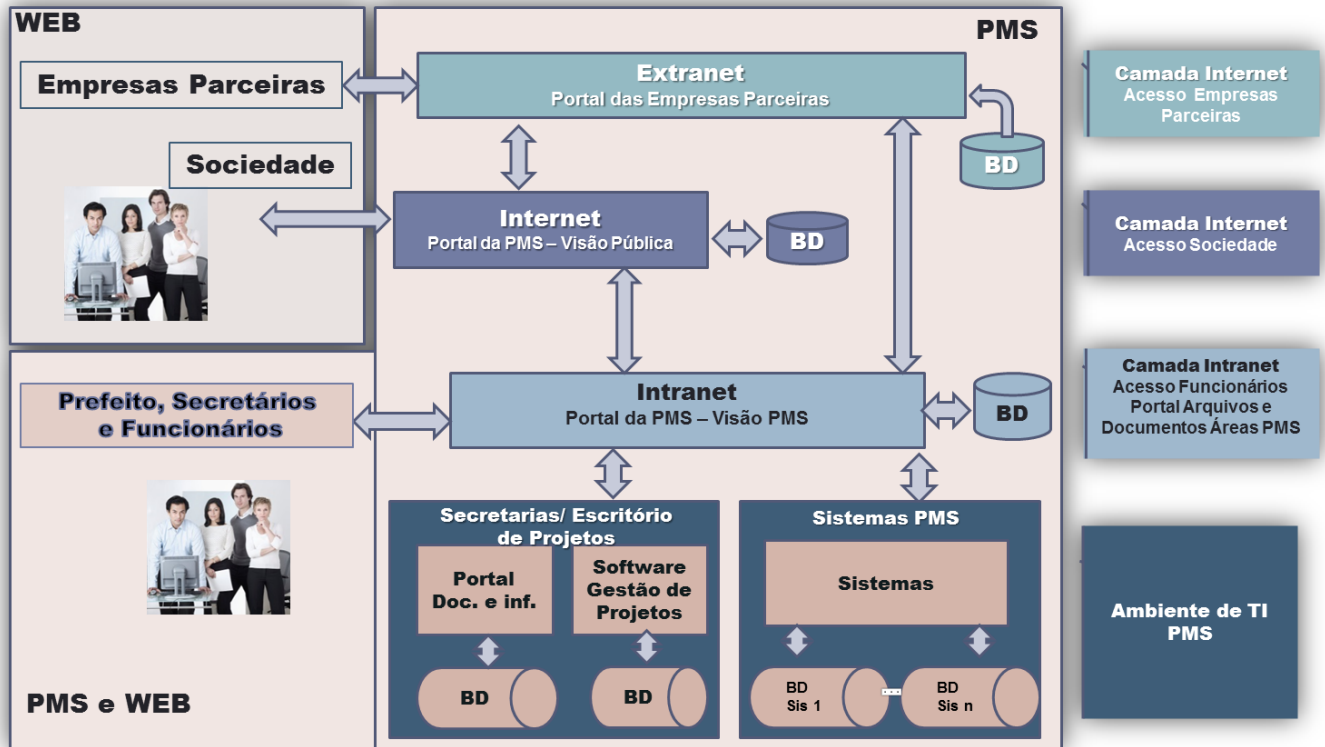 WEB
PMS
Empresas Parceiras
Extranet
Portal das Empresas Parceiras
BD
Camada Internet
Acesso Empresas
Parceiras
Sociedade
Internet
Portal da PMS – Visão Pública
BD
Camada Internet
Acesso Sociedade
Prefeito, Secretários
e Funcionários
Intranet
Portal da PMS – Visão PMS
BD
Camada Intranet
Acesso Funcionários
Portal Arquivos e
Documentos Áreas PMS
Secretarias/ Escritório
de Projetos
Portal
Doc. e inf.
Software
Gestão de
Projetos
BD
BD
Sistemas PMS
Sistemas
BD
Sis 1
...
BD
Sis n
Ambiente de TI
PMS
PMS e WEB